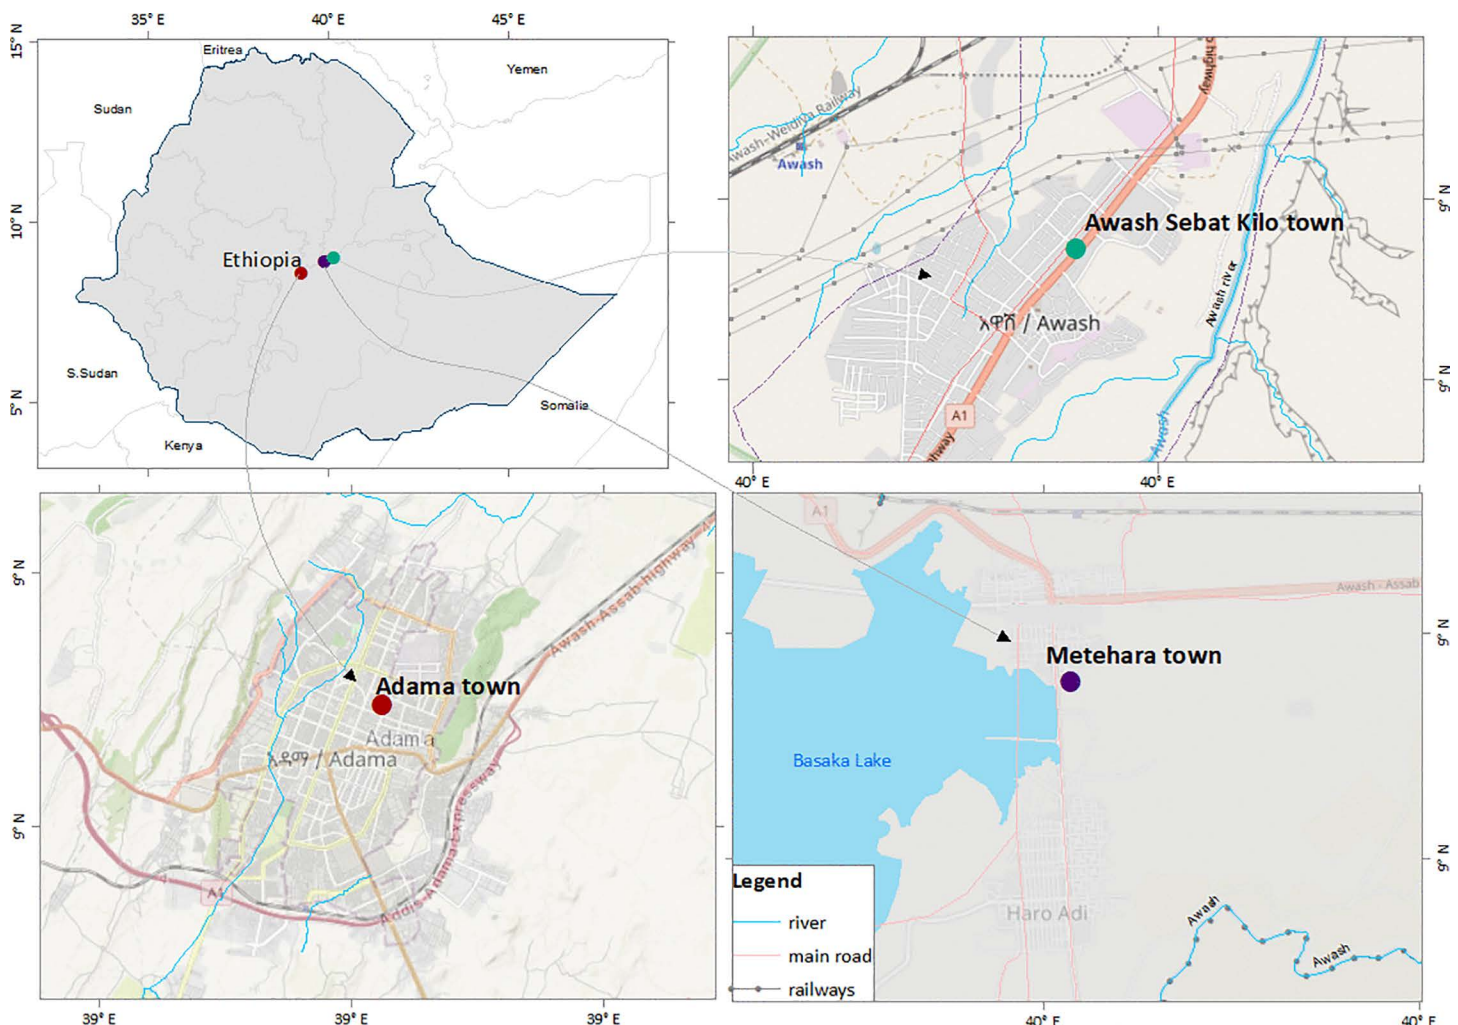 35° E
40° E
45° E
15° N
10° N
5° N
Eritrea
Yemen
Sudan
Ethiopia
S.Sudan
Somalia
Kenya
Awash-Weldiya Railway
Awash
highway
Awash Sebat Kilo town
አዋሽ / Awash
Awash river
A1
hway
Awash
9° N
9° N
40° E
40° E
9° N
9° N
Awash-Assab-highway
Adama town
Adama
አዳማ / Adama
A1
Addis-Adama Expressway
39° E
39° E
39° E
A1
Awash - Assab
Metehara town
Basaka Lake
Haro Adi
Awash
Awash
9° N
9° N
Legend
river
main road
railways
40° E
40° E